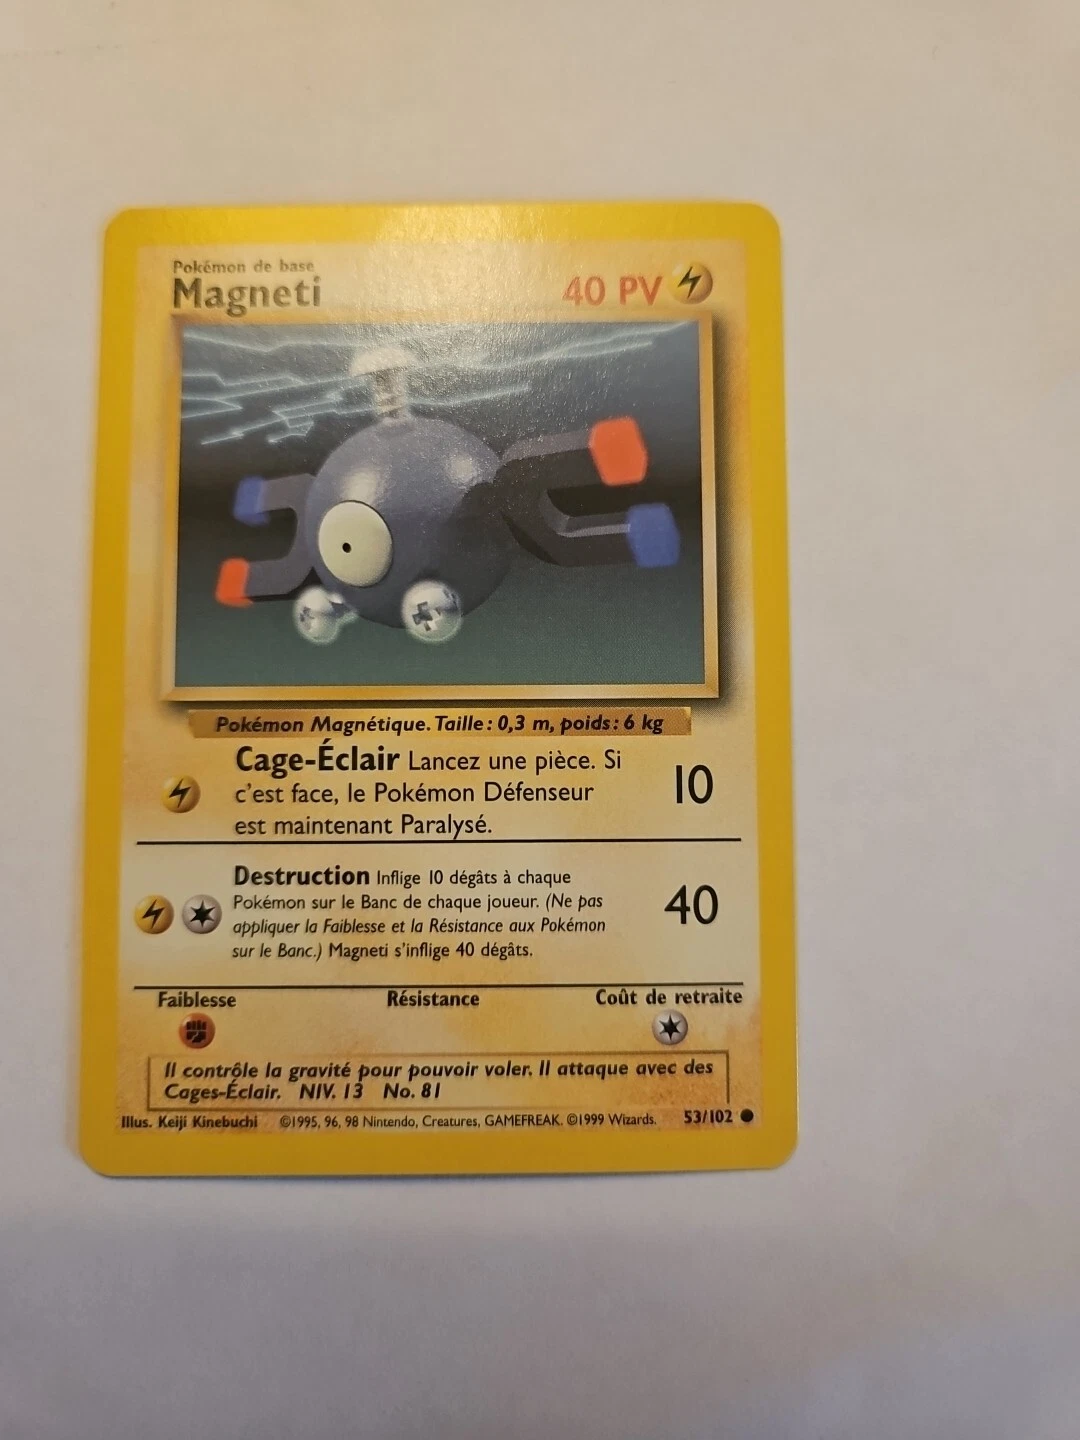 Pokémon de base
Magneti
40 PV
Pokémon Magnétique. Taille : 0,3 m, poids : 6 kg
Cage-Éclair Lancez une pièce. Si
c'est face, le Pokémon Défenseur
est maintenant Paralysé.
10
Destruction Inflige 10 dégâts à chaque
Pokémon sur le Banc de chaque joueur. (Ne pas
appliquer la Faiblesse et la Résistance aux Pokémon
sur le Banc.) Magneti s'inflige 40 dégâts.
40
Faiblesse Résistance Coût de retraite
Il contrôle la gravité pour pouvoir voler. Il attaque avec des
Cages-Éclair. NIV. 13 No. 81
Illus. Keiji Kinebuchi ©1995, 96, 98 Nintendo, Creatures, GAMEFREAK. ©1999 Wizards. 53/102